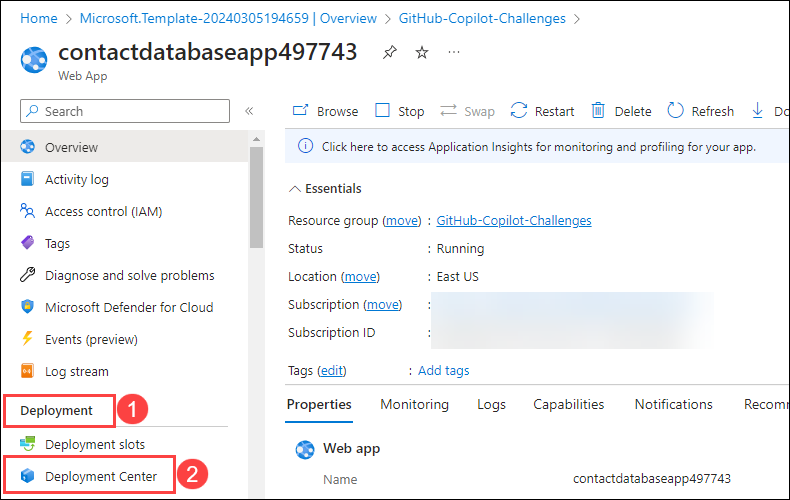 Home > Microsoft.Template-20240305194659 | Overview > GitHub-Copilot-Challenges >
contactdatabaseapp497743
Web App
Search
Overview
Activity log
Access control (IAM)
Tags
Diagnose and solve problems
Microsoft Defender for Cloud
Events (preview)
Log stream
Deployment 1
Deployment slots
Deployment Center 2
Browse Stop Swap Restart Delete Refresh Do
Click here to access Application Insights for monitoring and profiling for your app.
Essentials
Resource group (move) : GitHub-Copilot-Challenges
Status : Running
Location (move) : East US
Subscription (move) :
Subscription ID :
Tags (edit) : Add tags
Properties Monitoring Logs Capabilities Notifications Recomm
Web app
Name contactdatabaseapp497743